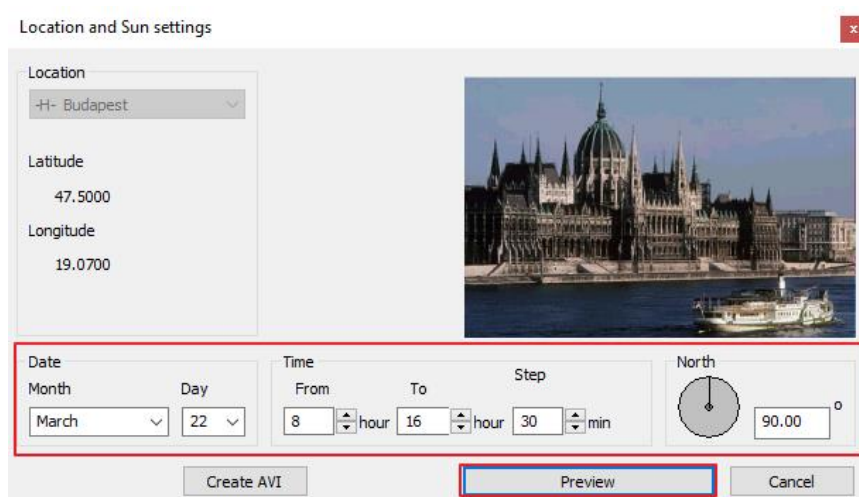 Location and Sun settings
x
Location
-H- Budapest
Latitude
47.5000
Longitude
19.0700
Date
Month
Day
March
22
Time
From
To
Step
8
hour
16
hour
30
min
North
90.00
o
Create AVI
Preview
Cancel